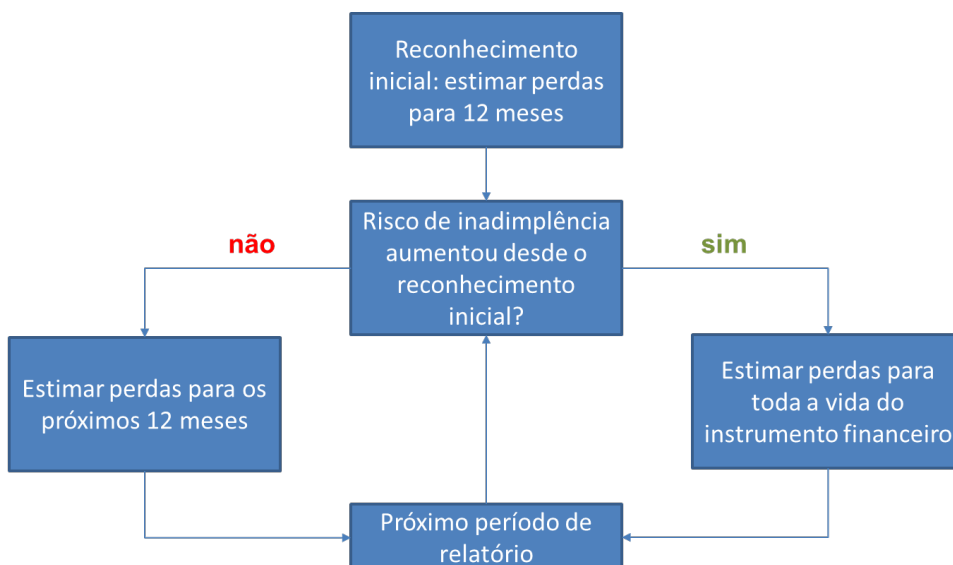 Reconhecimento
inicial: estimar perdas
para 12 meses
Risco de inadimplência
aumentou desde o
reconhecimento
inicial?
não
sim
Estimar perdas para os
próximos 12 meses
Estimar perdas para
toda a vida do
instrumento financeiro
Próximo período de
relatório